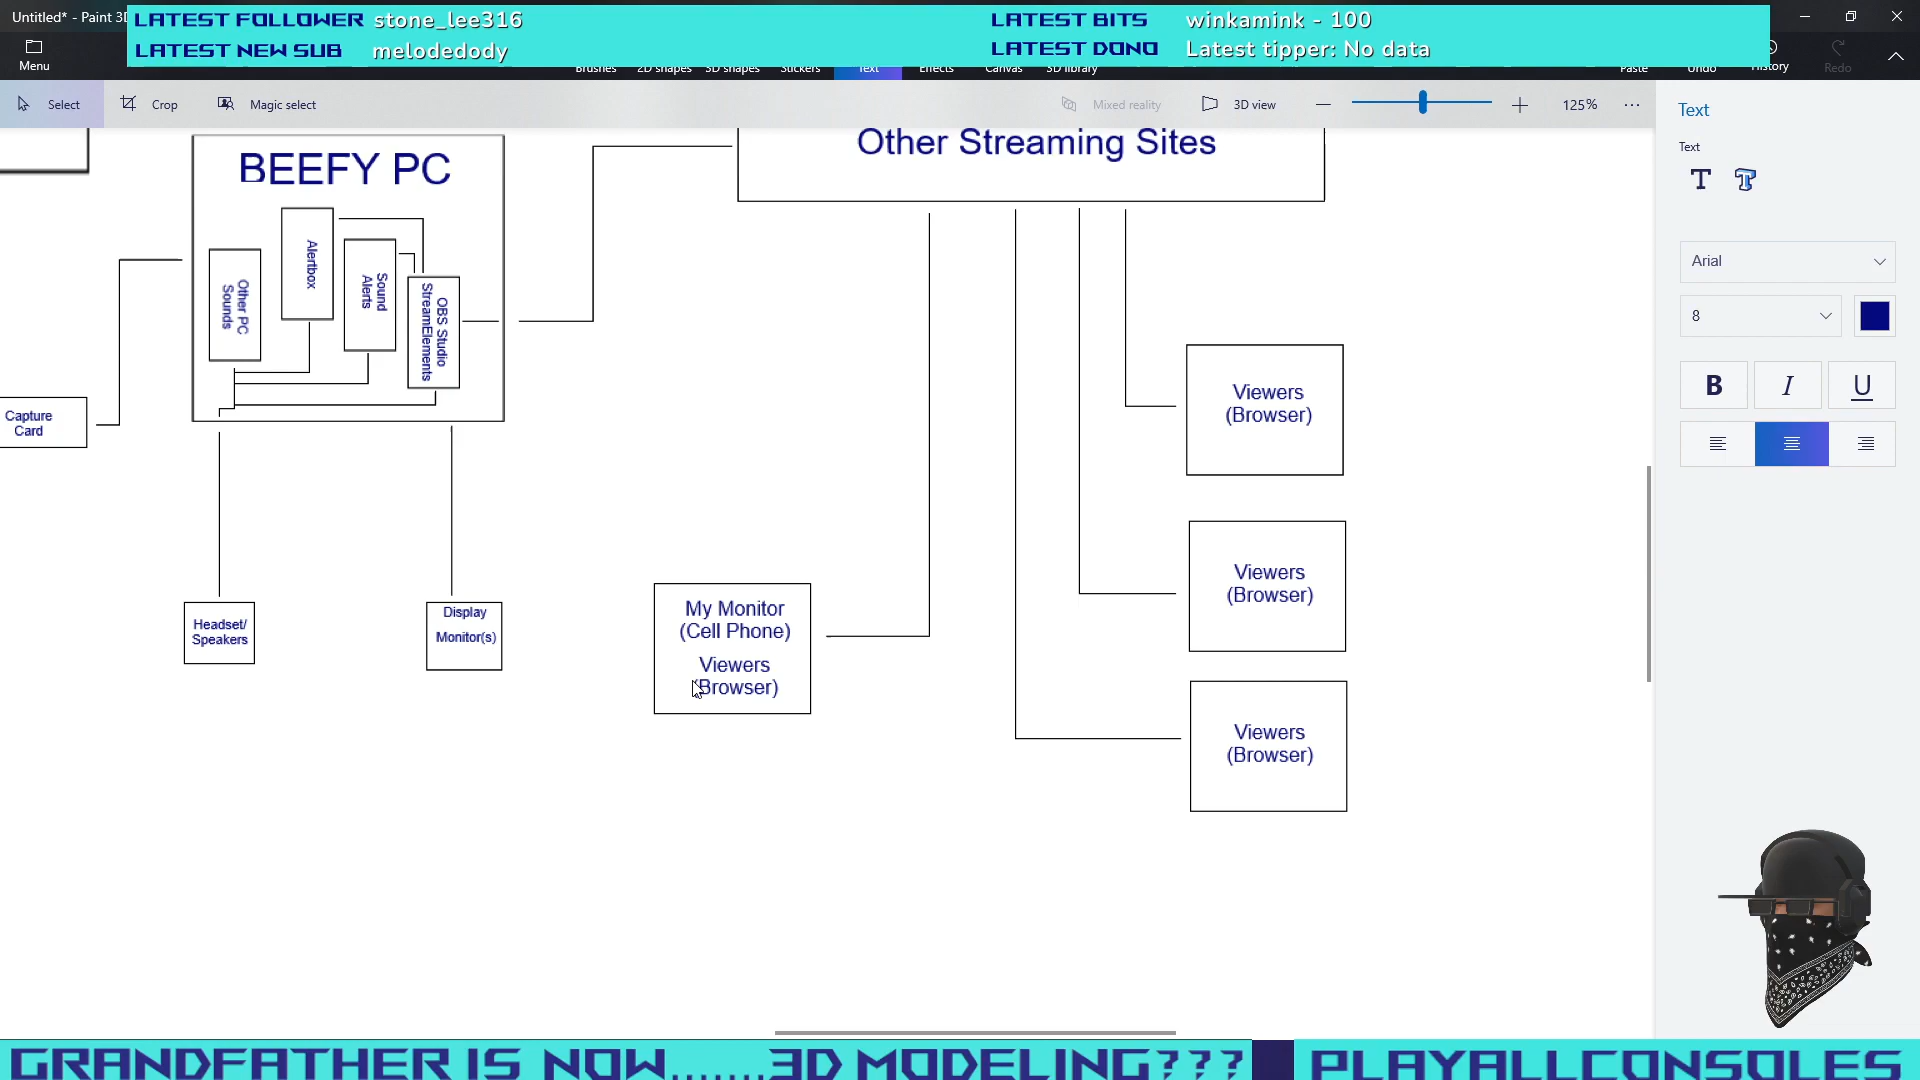 Untitled* - Paint 3D
LATEST FOLLOWER stone_lee316
LATEST NEW SUB melodedody
LATEST BITS winkamink - 100
LATEST DONO Latest tipper: No data
Menu
Brushes
2D shapes
3D shapes
Stickers
Text
Effects
Canvas
3D library
Paste
Undo
History
Redo
Select
Crop
Magic select
Mixed reality
3D view
125%
Text
Text
Arial
8
B
I
U
Other Streaming Sites
BEEFY PC
Other PC
Sounds
Alertbox
Sound
Alerts
OBS Studio
StreamElements
Capture
Card
Headset/
Speakers
Display
Monitor(s)
My Monitor
(Cell Phone)
Viewers
(Browser)
Viewers
(Browser)
Viewers
(Browser)
Viewers
(Browser)
GRANDFATHER IS NOW......3D MODELING???
PLAYALLCONSOLES